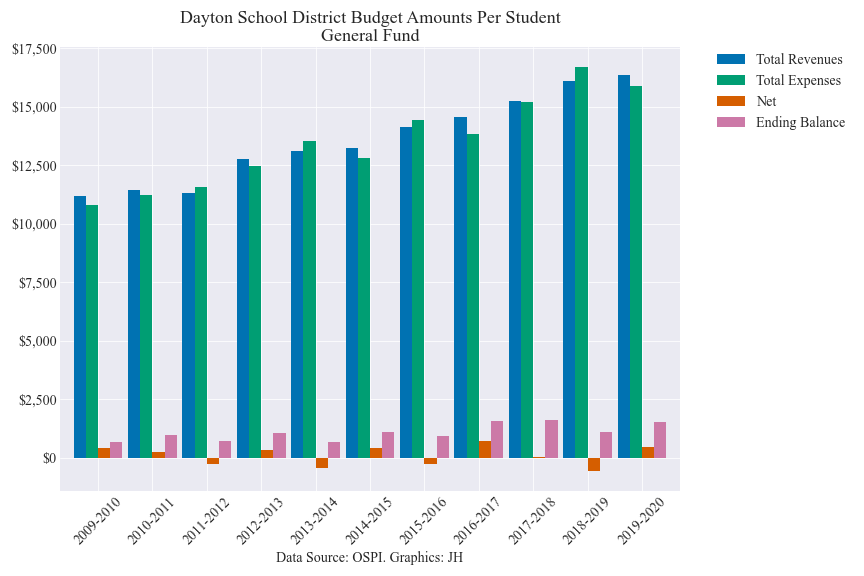 Dayton School District Budget Amounts Per Student
General Fund
$17,500
$15,000
$12,500
$10,000
$7,500
$5,000
$2,500
$0
2009-2010
2010-2011
2011-2012
2012-2013
2013-2014
2014-2015
2015-2016
2016-2017
2017-2018
2018-2019
2019-2020
Data Source: OSPI. Graphics: JH
Total Revenues
Total Expenses
Net
Ending Balance